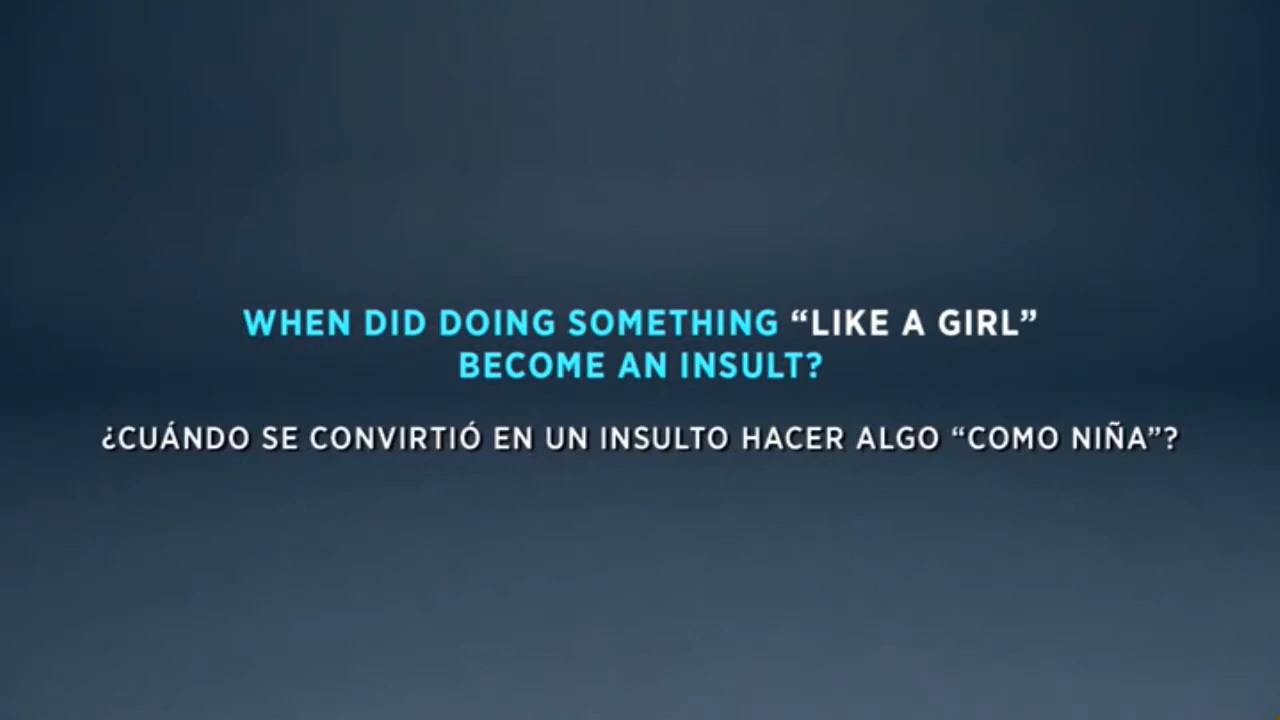 WHEN DID DOING SOMETHING “LIKE A GIRL”
BECOME AN INSULT?
¿CUÁNDO SE CONVIRTIÓ EN UN INSULTO HACER ALGO “COMO NIÑA”?